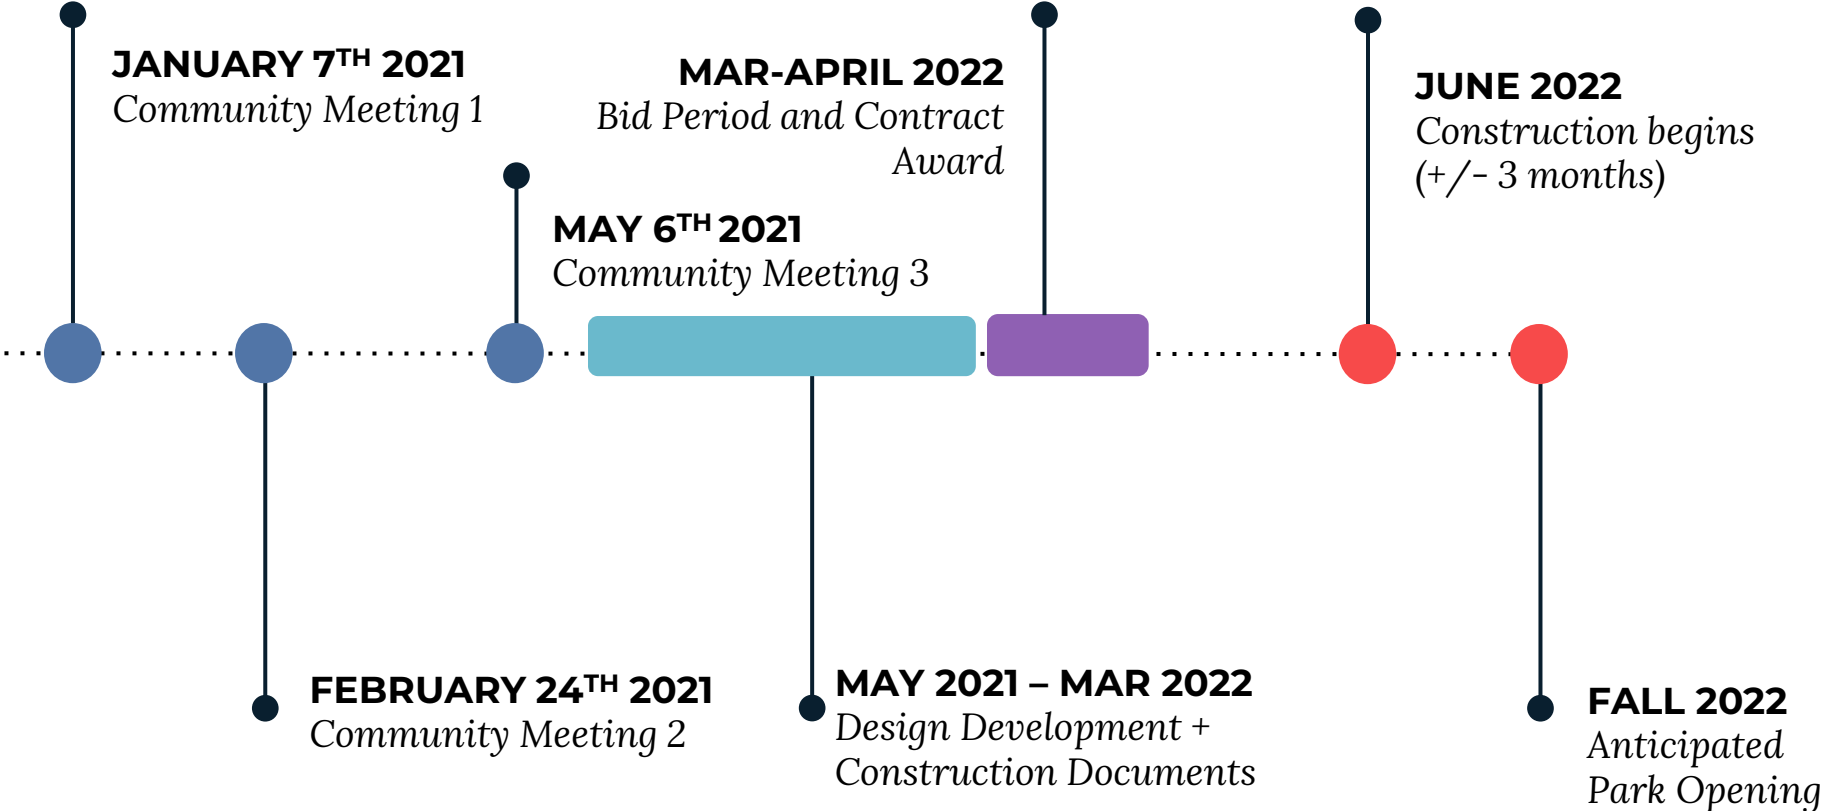 JANUARY 7TH 2021
Community Meeting 1
MAR-APRIL 2022
Bid Period and Contract
Award
JUNE 2022
Construction begins
(+/- 3 months)
MAY 6TH 2021
Community Meeting 3
FEBRUARY 24TH 2021
Community Meeting 2
MAY 2021 – MAR 2022
Design Development +
Construction Documents
FALL 2022
Anticipated
Park Opening